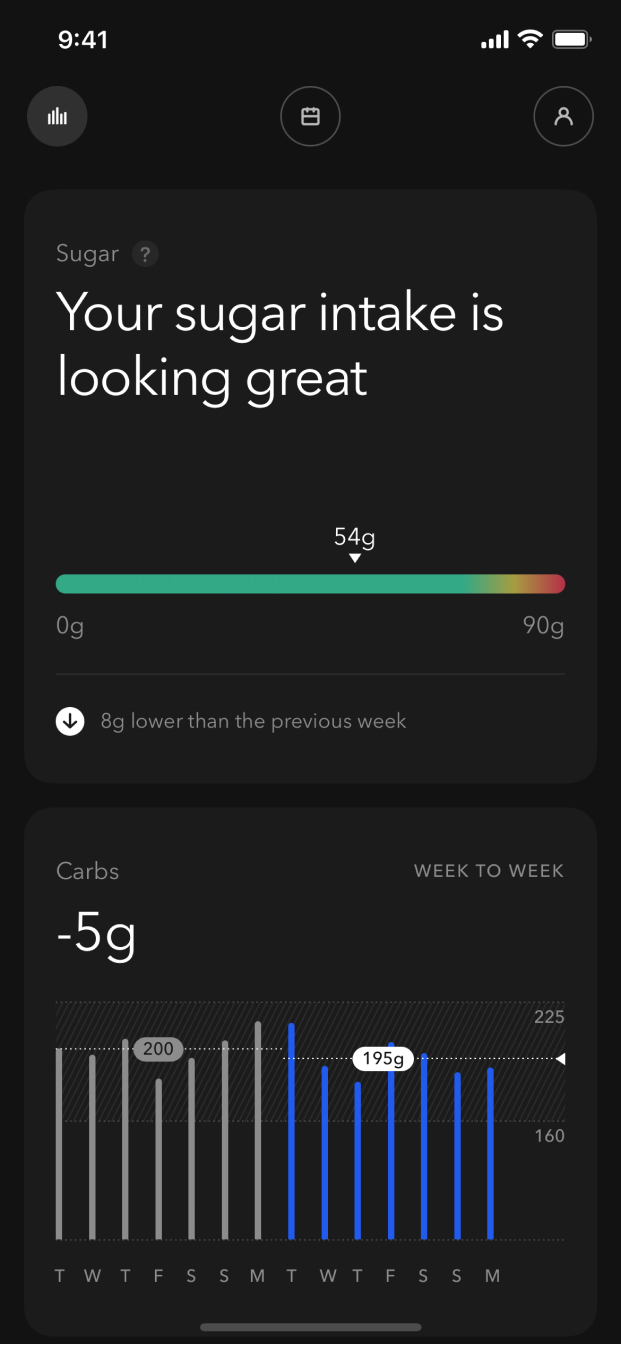 9:41
Sugar ?
Your sugar intake is
looking great
54g
0g 90g
8g lower than the previous week
Carbs WEEK TO WEEK
-5g
225
200
195g
160
T W T F S S M T W T F S S M